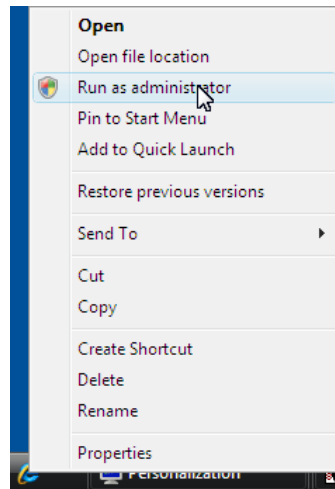 Open
Open file location
Run as administrator
Pin to Start Menu
Add to Quick Launch
Restore previous versions
Send To
Cut
Copy
Create Shortcut
Delete
Rename
Properties
Personalization